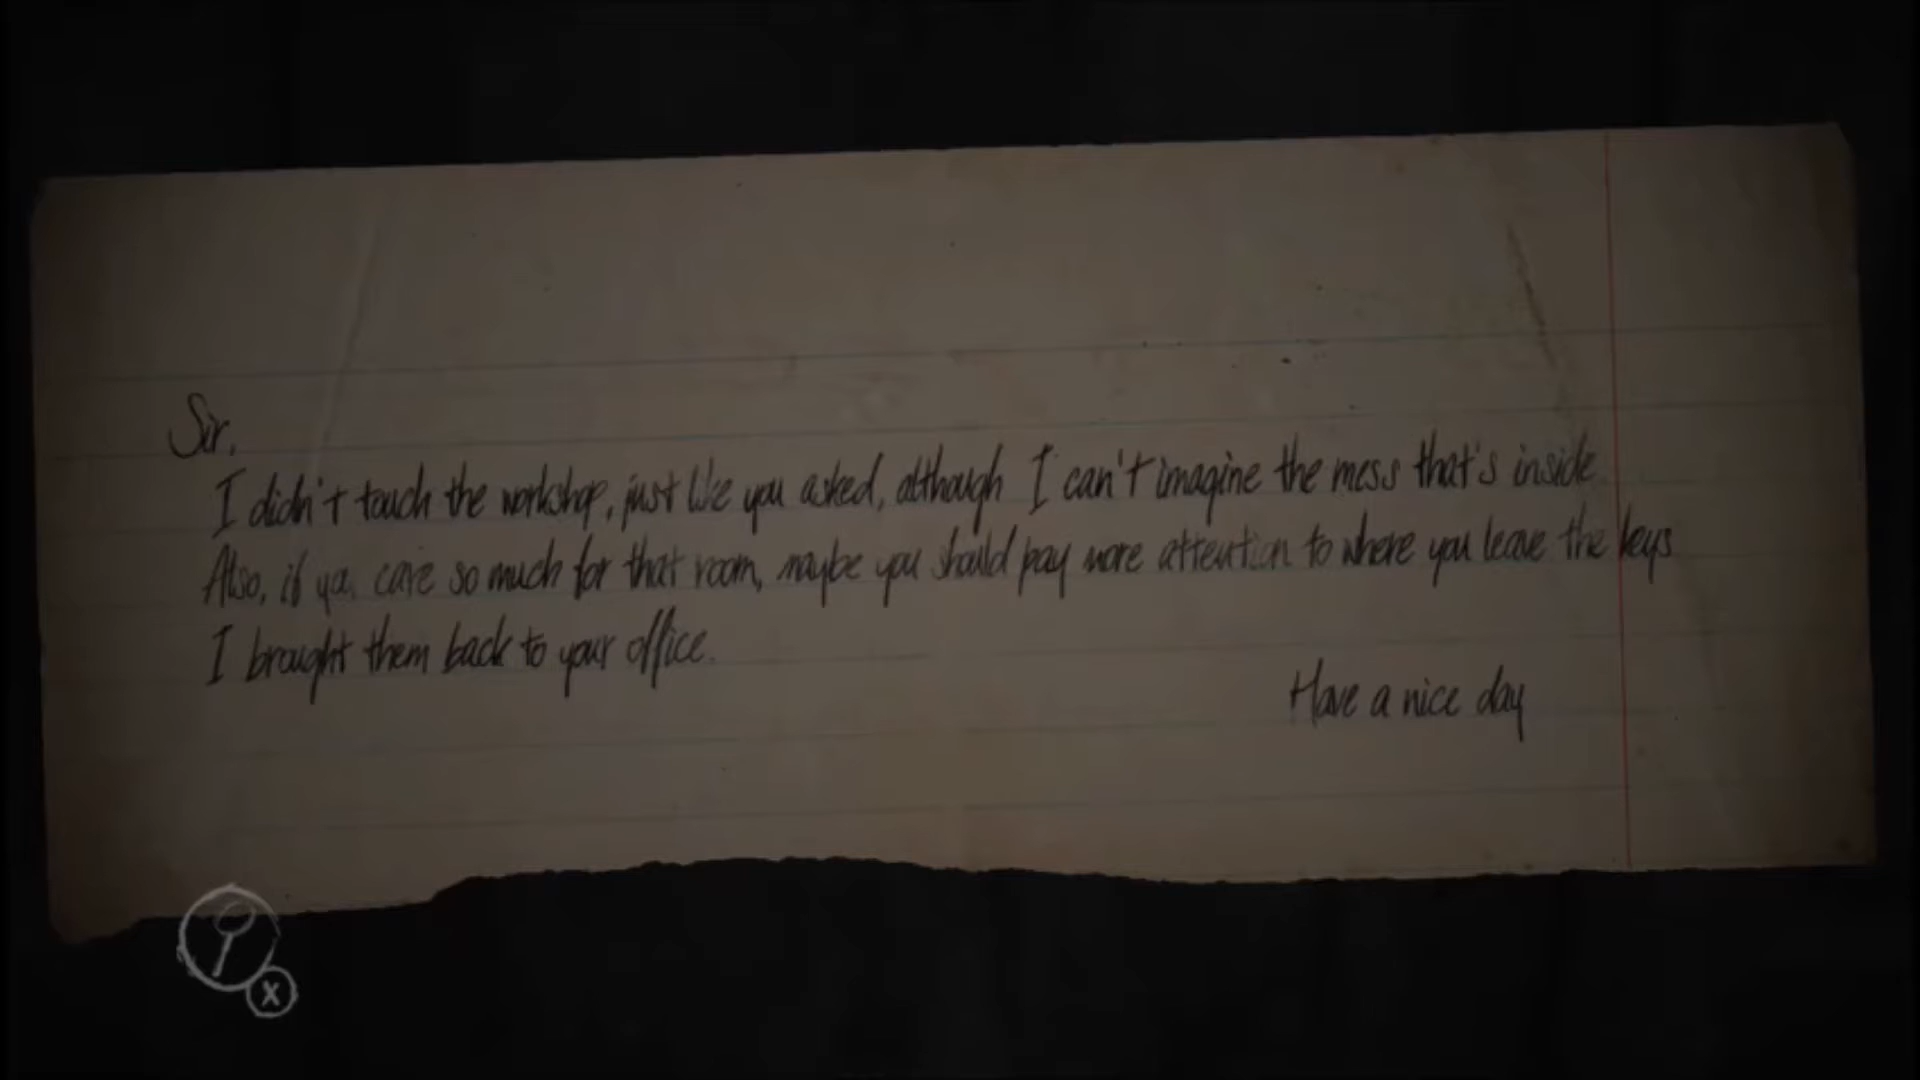 Sir,
I didn't touch the workshop, just like you asked, although I can't imagine the mess that's inside.
Also, if you care so much for that room, maybe you should pay more attention to where you leave the keys
I brought them back to your office.
Have a nice day
X